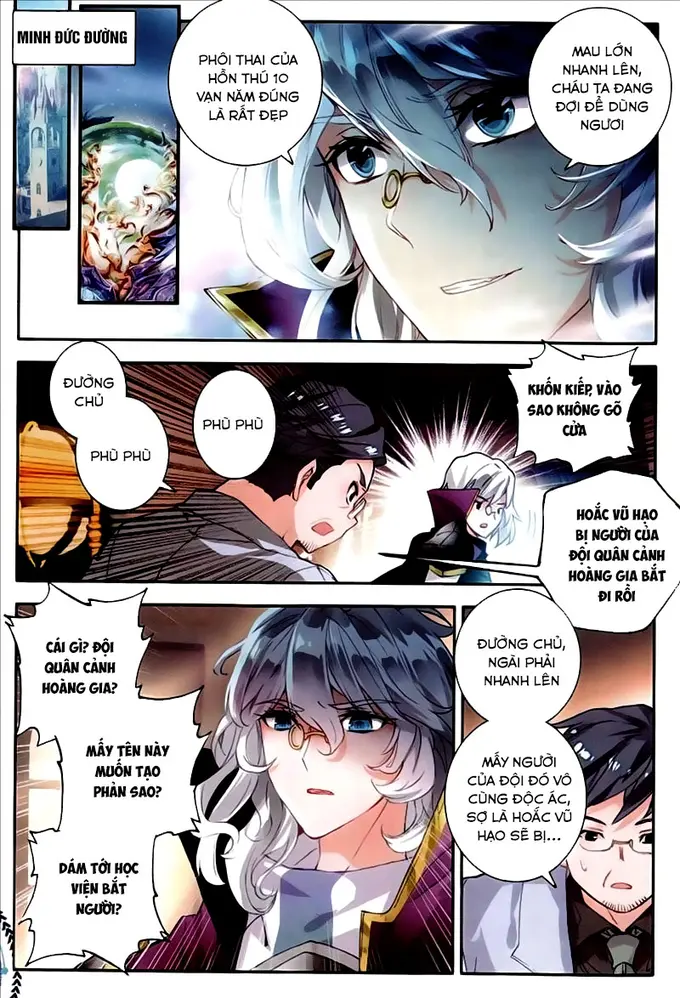 MINH ĐỨC ĐƯỜNG
PHÔI THAI CỦA
HỒN THÚ 10
VẠN NĂM ĐÚNG
LÀ RẤT ĐẸP
MAU LỚN
NHANH LÊN,
CHÁU TA ĐANG
ĐỢI ĐỂ DÙNG
NGƯƠI
ĐƯỜNG
CHỦ
PHÙ PHÙ
PHÙ PHÙ
KHỐN KIẾP, VÀO
SAO KHÔNG GÕ
CỬA
HOẮC VŨ HẠO
BỊ NGƯỜI CỦA
ĐỘI QUÂN CẢNH
HOÀNG GIA BẮT
ĐI RỒI
CÁI GÌ? ĐỘI
QUÂN CẢNH
HOÀNG GIA?
MẤY TÊN NÀY
MUỐN TẠO
PHẢN SAO?
DÁM TỚI HỌC
VIỆN BẮT
NGƯỜI?
ĐƯỜNG CHỦ,
NGÀI PHẢI
NHANH LÊN
MẤY NGƯỜI
CỦA ĐỘI ĐÓ VÔ
CÙNG ĐỘC ÁC,
SỢ LÀ HOẮC VŨ
HẠO SẼ BỊ...